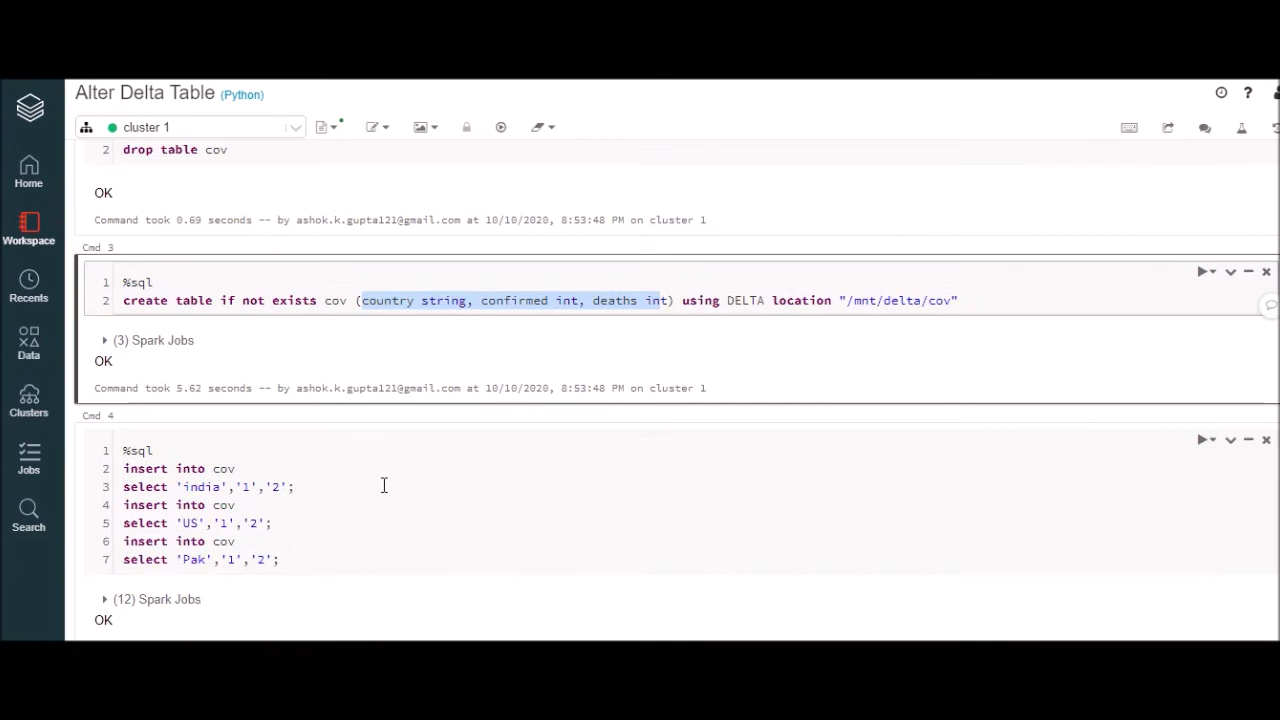 Alter Delta Table (Python)
cluster 1
2 drop table cov
OK
Command took 0.69 seconds -- by ashok.k.gupta121@gmail.com at 10/10/2020, 8:53:48 PM on cluster 1
Cmd 3
1 %sql
2 create table if not exists cov (country string, confirmed int, deaths int) using DELTA location "/mnt/delta/cov"
(3) Spark Jobs
OK
Command took 5.62 seconds -- by ashok.k.gupta121@gmail.com at 10/10/2020, 8:53:48 PM on cluster 1
Cmd 4
1 %sql
2 insert into cov
3 select 'india','1','2';
4 insert into cov
5 select 'US','1','2';
6 insert into cov
7 select 'Pak','1','2';
(12) Spark Jobs
OK
Home
Workspace
Recents
Data
Clusters
Jobs
Search